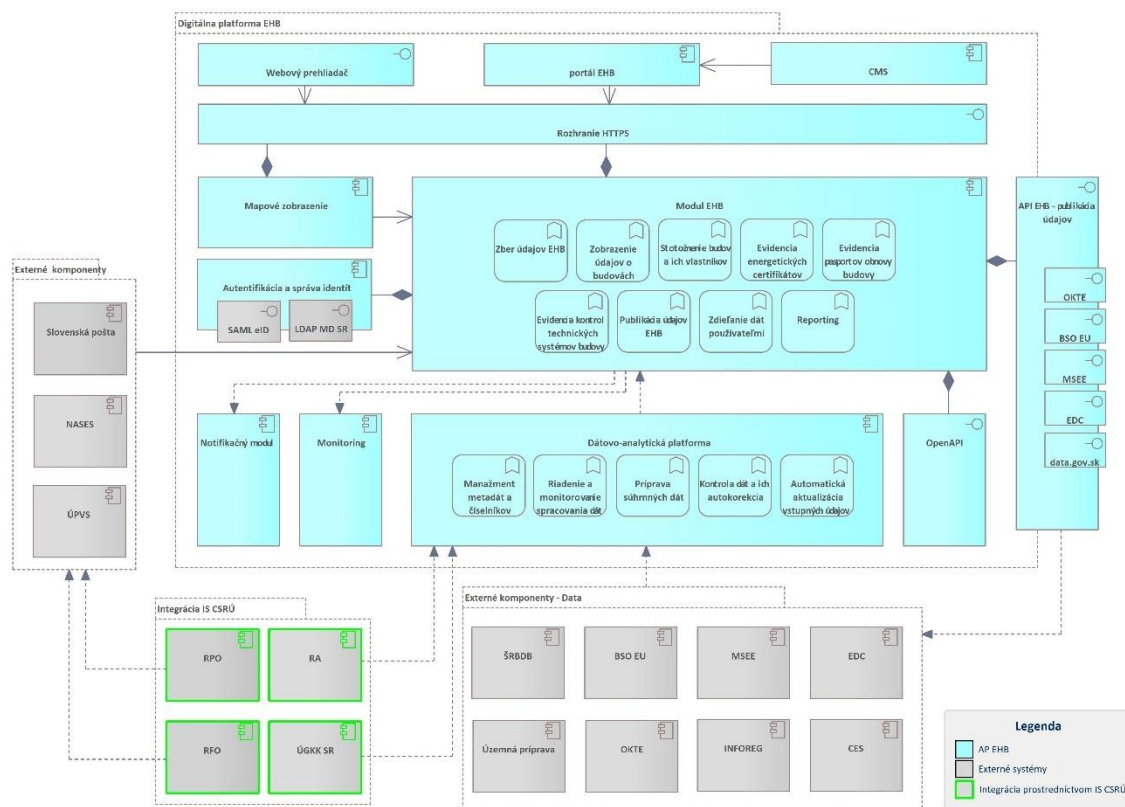 Digitálna platforma EHB
Webový prehliadač
portál EHB
CMS
Rozhranie HTTPS
Mapové zobrazenie
Modul EHB
API EHB - publikácia
údajov
Zber údajov EHB
Zobrazenie
údajov o
budovách
Stotožnenie budov
a ich vlastníkov
Evidencia
energetických
certifikátov
Evidencia
pasportov obnovy
budovy
Externé komponenty
Autentifikácia a správa identít
SAML eID
LDAP MD SR
OKTE
Slovenská pošta
Evidencia kontrol
technických
systémov budovy
Publikácia údajov
EHB
Zdieľanie dát
používateľmi
Reporting
BSO EU
MSEE
EDC
data.gov.sk
NASES
Notifikačný modul
Monitoring
Dátovo-analytická platforma
OpenAPI
Manažment
metadát a
číselníkov
Riadenie a
monitorovanie
spracovania dát
Príprava
súhrnných dát
Kontrola dát a ich
autokorekcia
Automatická
aktualizácia
vstupných údajov
ÚPVS
Integrácia IS CSRÚ
Externé komponenty - Data
RPO
RA
ŠRBDB
BSO EU
MSEE
EDC
RFO
ÚGKK SR
Územná príprava
OKTE
INFOREG
CES
Legenda
AP EHB
Externé systémy
Integrácia prostredníctvom IS CSRÚ